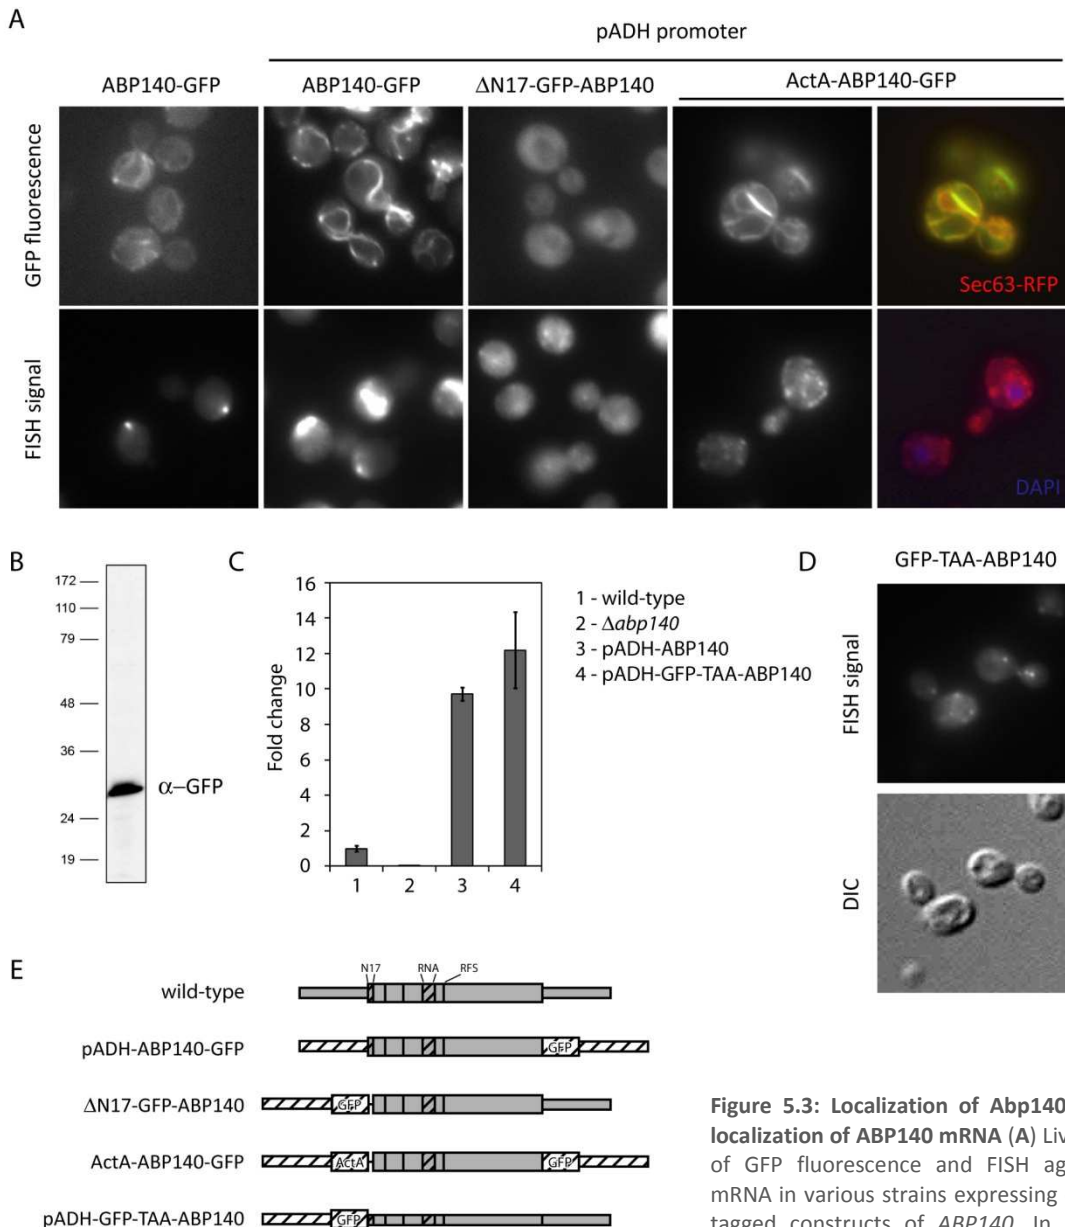 A
pADH promoter
ABP140-GFP
ΔBP140-GFP
ΔN17-GFP-ABP140
ActA-ABP140-GFP
GFP fluorescence
Sec63-RFP
FISH signal
DAPI
B
172
110
79
48
36
24
19
α–GFP
C
Fold change
16
14
12
10
8
6
4
2
0
1
2
3
4
1 - wild-type
2 - Δabp140
3 - pADH-ABP140
4 - pADH-GFP-TAA-ABP140
D
GFP-TAA-ABP140
FISH signal
DIC
E
N17
RNA
RFS
wild-type
pADH-ABP140-GFP
GFP
ΔN17-GFP-ABP140
GFP
ActA-ABP140-GFP
ActA
GFP
pADH-GFP-TAA-ABP140
GFP
Figure 5.3: Localization of Abp140
localization of ABP140 mRNA (A) Liv
of GFP fluorescence and FISH ag
mRNA in various strains expressing
tagged constructs of ABP140. In